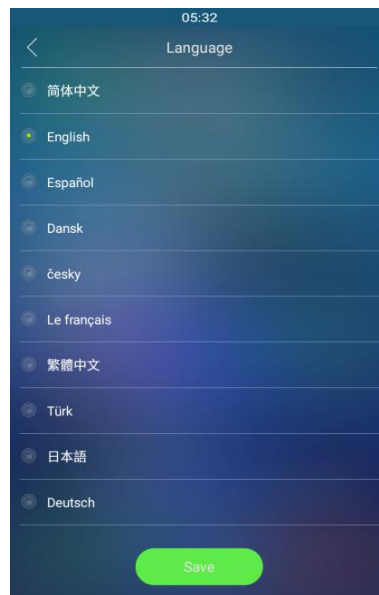 05:32
Language
简体中文
English
Español
Dansk
česky
Le français
繁體中文
Türk
日本語
Deutsch
Save